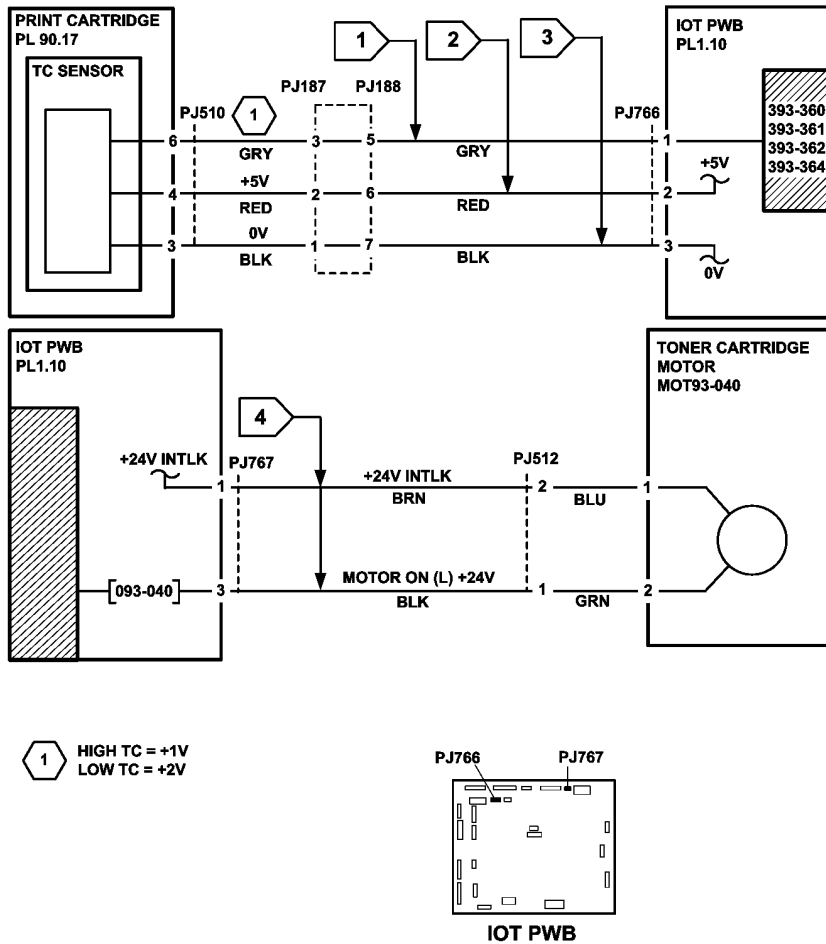 PRINT CARTRIDGE
PL 90.17
TC SENSOR
1
2
3
IOT PWB
PL1.10
PJ510
1
PJ187
PJ188
PJ766
393-360
393-361
393-362
393-364
6
GRY
3
5
GRY
1
+5V
4
+5V
RED
2
6
RED
2
3
0V
BLK
1
7
BLK
3
0V
IOT PWB
PL1.10
TONER CARTRIDGE
MOTOR
MOT93-040
4
+24V INTLK
PJ767
+24V INTLK
PJ512
1
BRN
2
BLU
1
093-040
3
MOTOR ON (L) +24V
BLK
1
GRN
2
1
HIGH TC = +1V
LOW TC = +2V
PJ766
PJ767
IOT PWB